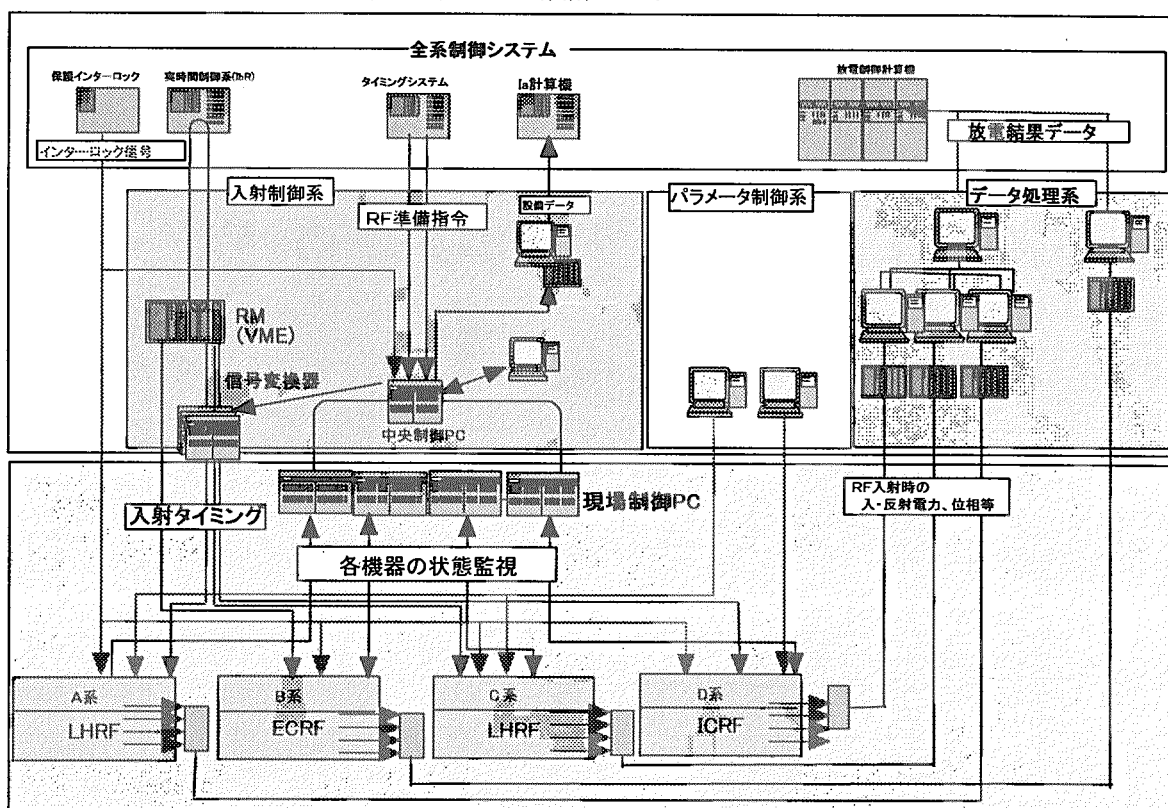 全系制御システム
保護インターロック
実時間制御系(IbR)
タイミングシステム
Ia計算機
放電制御計算機
インターロック信号
放電結果データ
入射制御系
RF準備指令
設備データ
パラメータ制御系
データ処理系
RM
(VME)
信号変換器
中央制御PC
入射タイミング
現場制御PC
RF入射時の
入・反射電力、位相等
各機器の状態監視
A系
LHRF
B系
ECRF
C系
LHRF
D系
ICRF